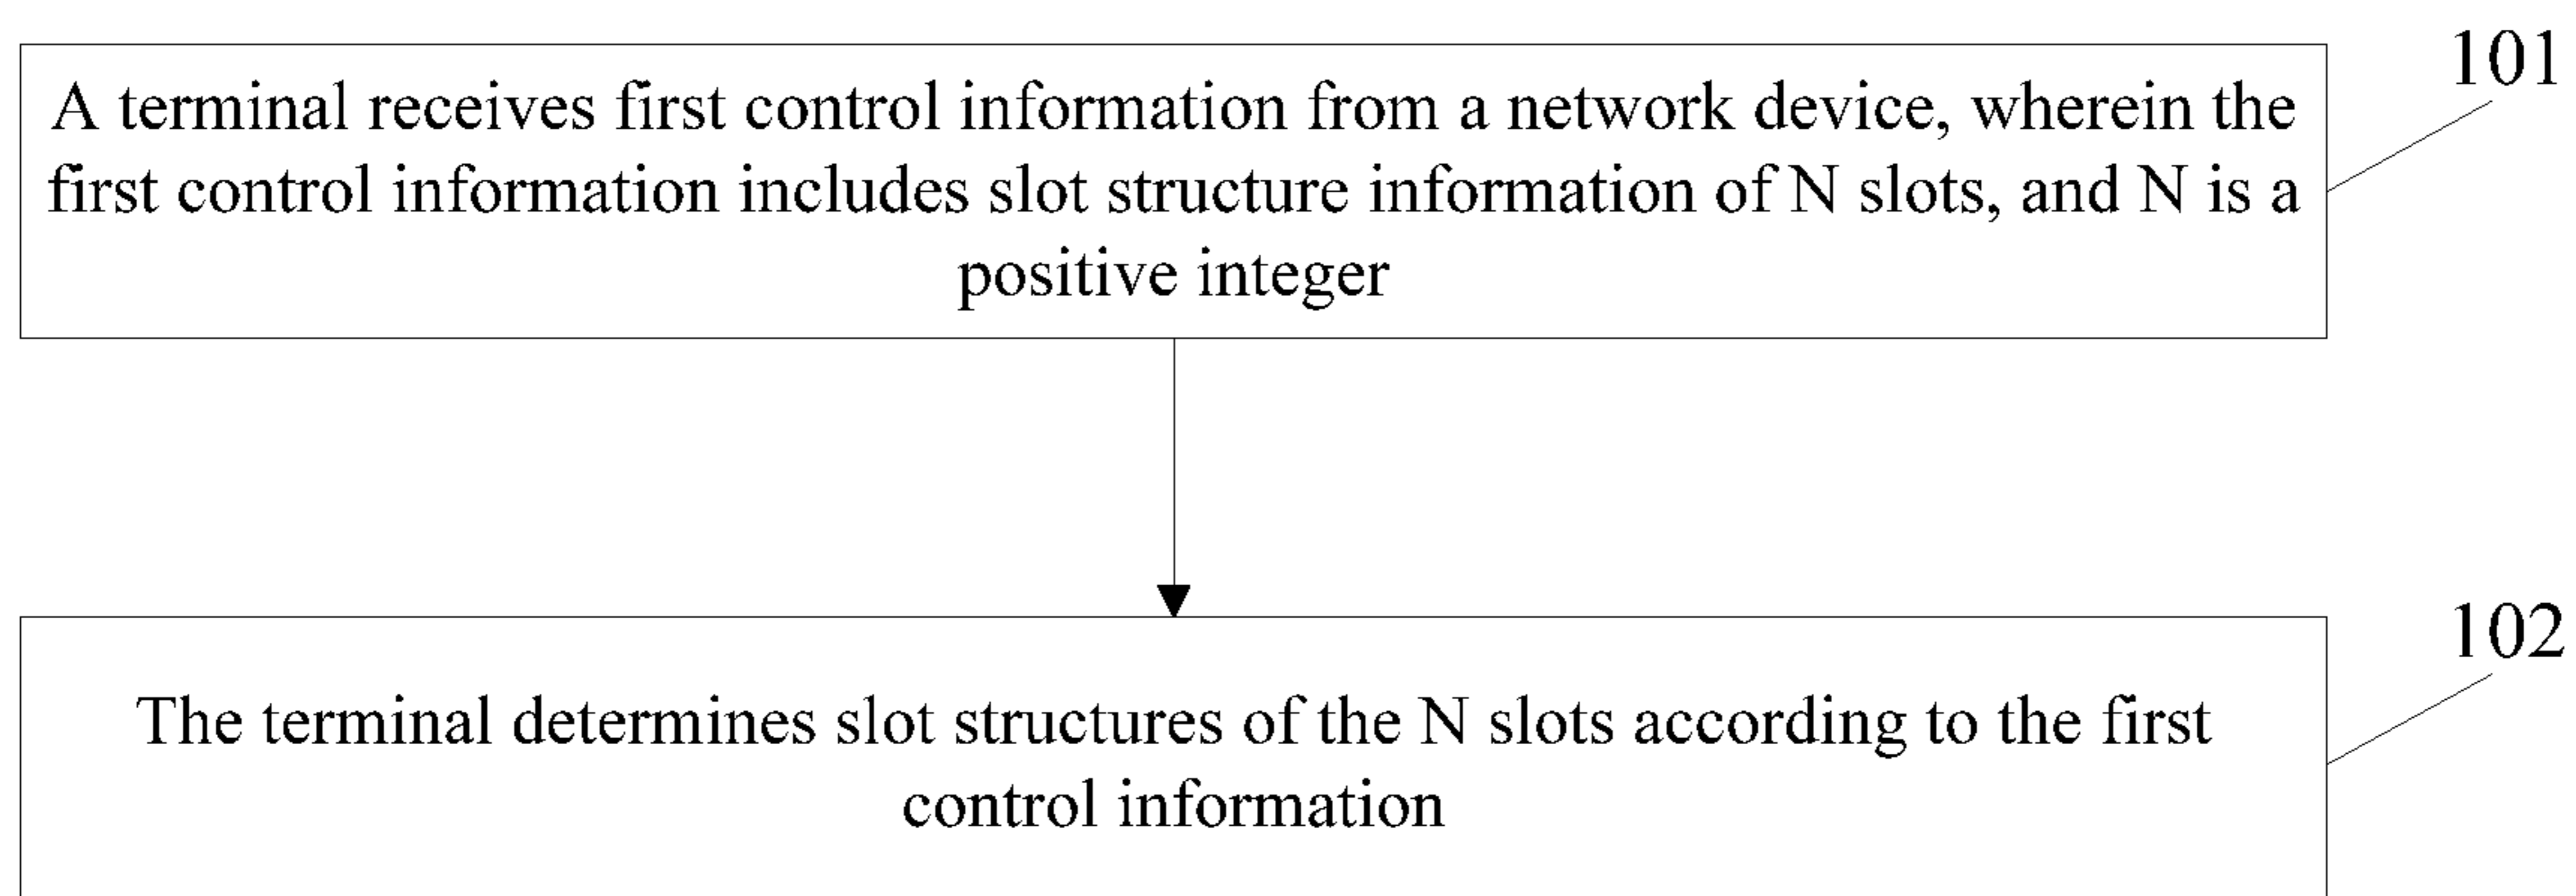 101
A terminal receives first control information from a network device, wherein the
first control information includes slot structure information of N slots, and N is a
positive integer
102
The terminal determines slot structures of the N slots according to the first
control information